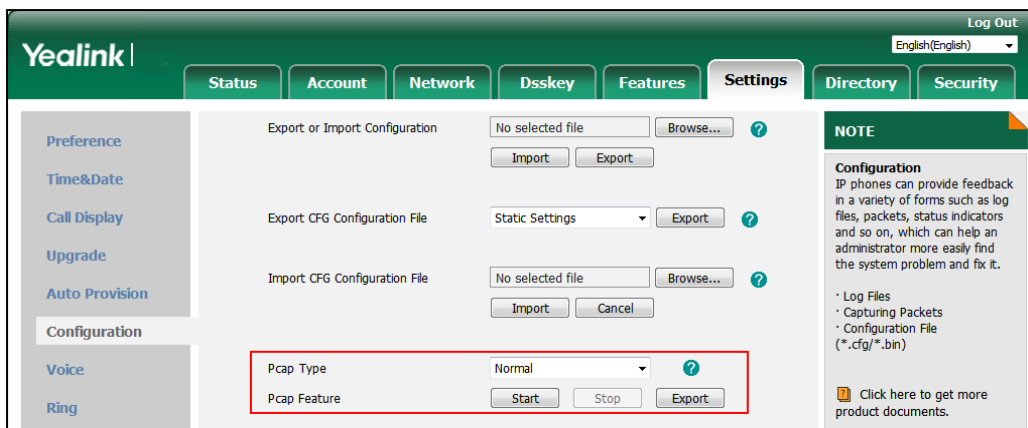 Log Out
Yealink
English(English)
Status Account Network Dsskey Features Settings Directory Security
Preference
Time&Date
Call Display
Upgrade
Auto Provision
Configuration
Voice
Ring
Export or Import Configuration No selected file Browse... ?
Import Export
Export CFG Configuration File Static Settings Export ?
Import CFG Configuration File No selected file Browse... ?
Import Cancel
Pcap Type Normal ?
Pcap Feature Start Stop Export
NOTE
Configuration
IP phones can provide feedback
in a variety of forms such as log
files, packets, status indicators
and so on, which can help an
administrator more easily find
the system problem and fix it.
· Log Files
· Capturing Packets
· Configuration File
(*.cfg/*.bin)
? Click here to get more
product documents.